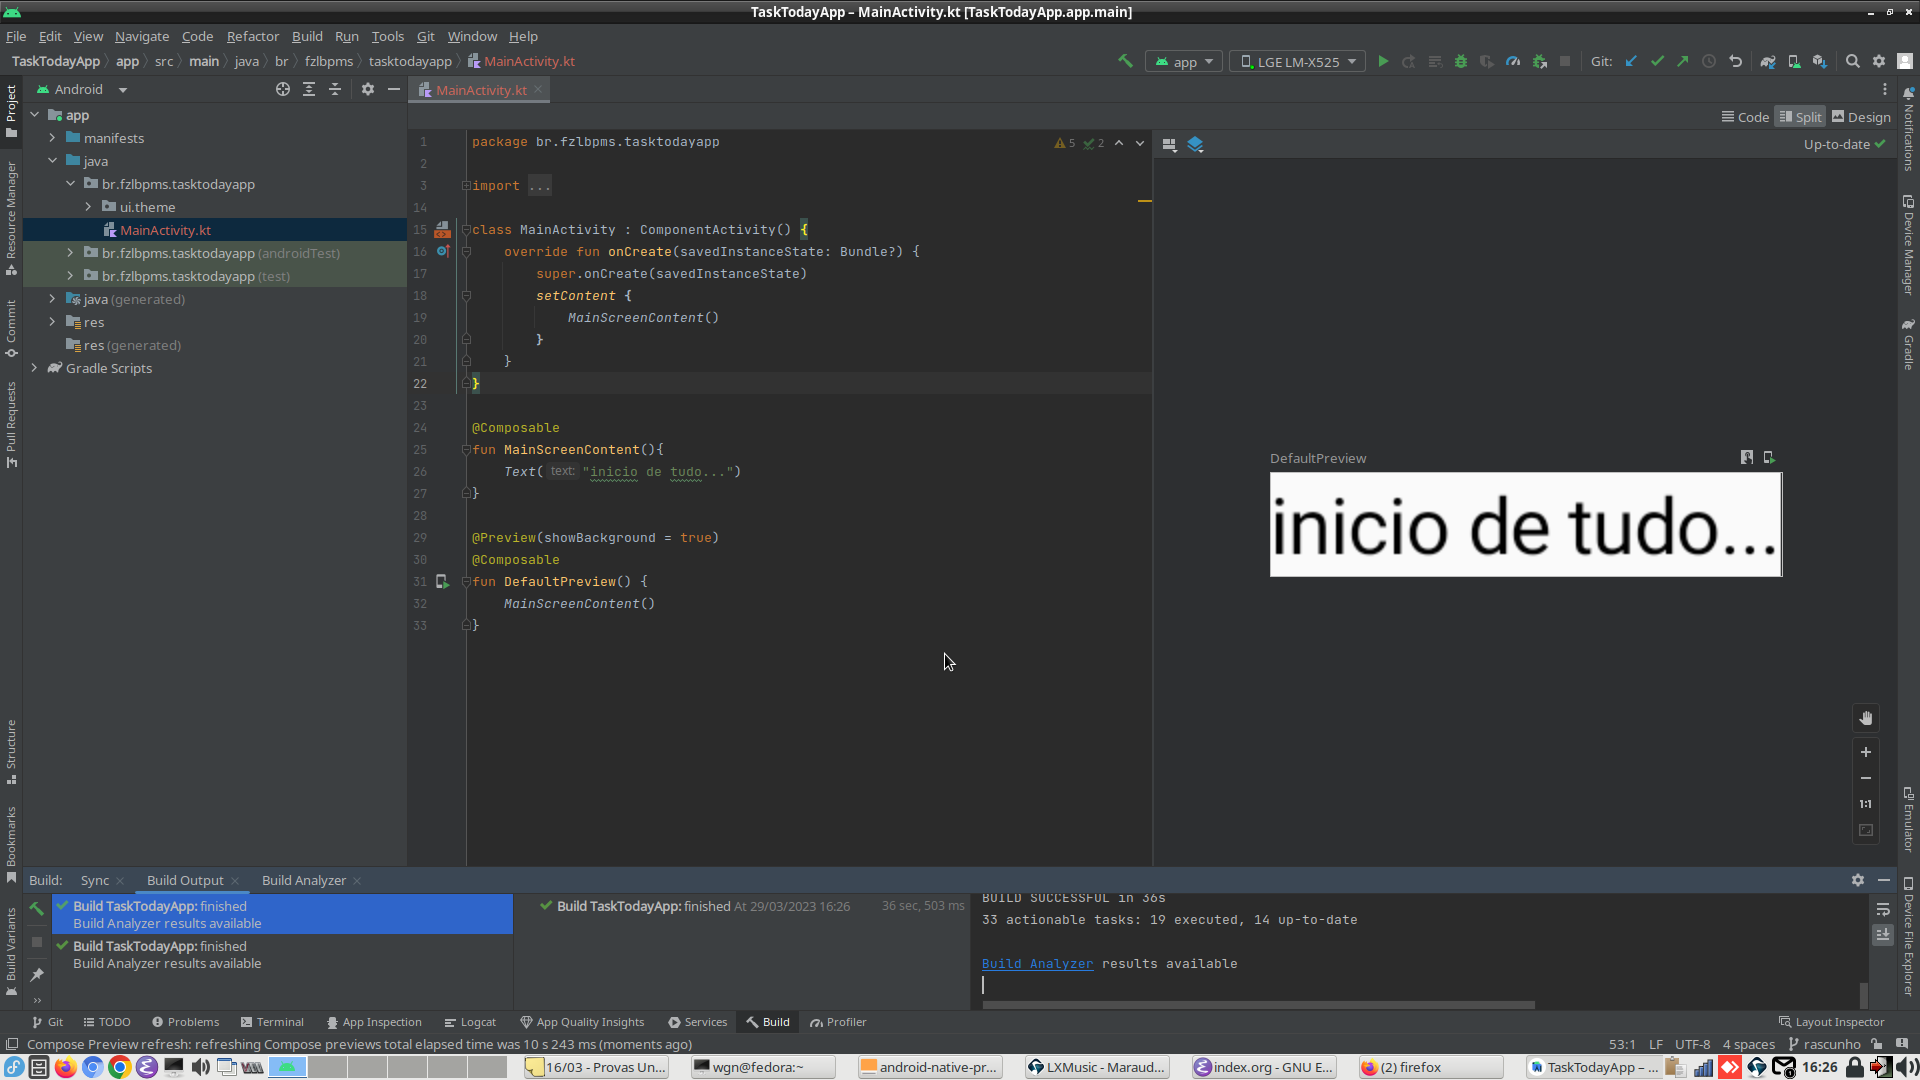 TaskTodayApp – MainActivity.kt [TaskTodayApp.app.main]
File Edit View Navigate Code Refactor Build Run Tools Git Window Help
TaskTodayApp app src main java br fzlbpms tasktodayapp MainActivity.kt
app LGE LM-X525 Git:
Project
Android
MainActivity.kt
app
manifests
java
br.fzlbpms.tasktodayapp
ui.theme
MainActivity.kt
br.fzlbpms.tasktodayapp (androidTest)
br.fzlbpms.tasktodayapp (test)
java (generated)
res
res (generated)
Gradle Scripts
Resource Manager
Commit
Pull Requests
Structure
Bookmarks
Build Variants
Code Split Design
5 2
Up-to-date
1 package br.fzlbpms.tasktodayapp
2
3 import ...
14
15 class MainActivity : ComponentActivity() {
16 override fun onCreate(savedInstanceState: Bundle?) {
17 super.onCreate(savedInstanceState)
18 setContent {
19 MainScreenContent()
20 }
21 }
22 }
23
24 @Composable
25 fun MainScreenContent(){
26 Text( text: "inicio de tudo...")
27 }
28
29 @Preview(showBackground = true)
30 @Composable
31 fun DefaultPreview() {
32 MainScreenContent()
33 }
DefaultPreview
inicio de tudo...
1:1
Notifications
Device Manager
Gradle
Emulator
Device File Explorer
Build: Sync Build Output Build Analyzer
Build TaskTodayApp: finished
Build Analyzer results available
Build TaskTodayApp: finished
Build Analyzer results available
Build TaskTodayApp: finished At 29/03/2023 16:26 36 sec, 503 ms
BUILD SUCCESSFUL in 36s
33 actionable tasks: 19 executed, 14 up-to-date
Build Analyzer results available
Git TODO Problems Terminal App Inspection Logcat App Quality Insights Services Build Profiler Layout Inspector
Compose Preview refresh: refreshing Compose previews total elapsed time was 10 s 243 ms (moments ago)
53:1 LF UTF-8 4 spaces rascunho
16/03 - Provas Un... wgn@fedora:~ android-native-pr... LXMusic - Maraud... index.org - GNU E... (2) firefox TaskTodayApp – ... 16:26